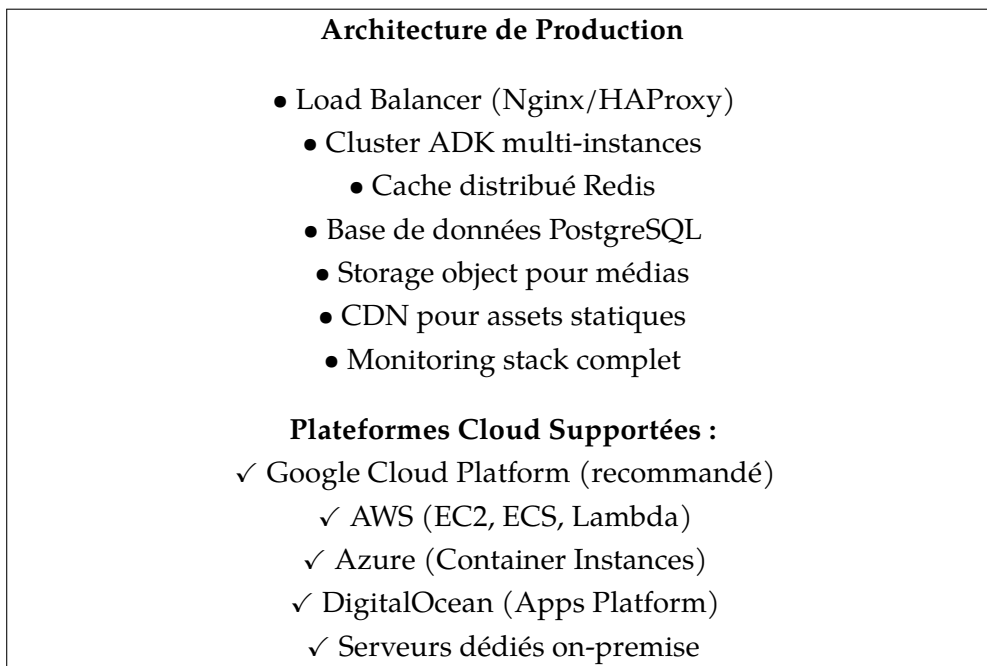 Architecture de Production
• Load Balancer (Nginx/HAProxy)
• Cluster ADK multi-instances
• Cache distribué Redis
• Base de données PostgreSQL
• Storage object pour médias
• CDN pour assets statiques
• Monitoring stack complet
Plateformes Cloud Supportées :
✓ Google Cloud Platform (recommandé)
✓ AWS (EC2, ECS, Lambda)
✓ Azure (Container Instances)
✓ DigitalOcean (Apps Platform)
✓ Serveurs dédiés on-premise